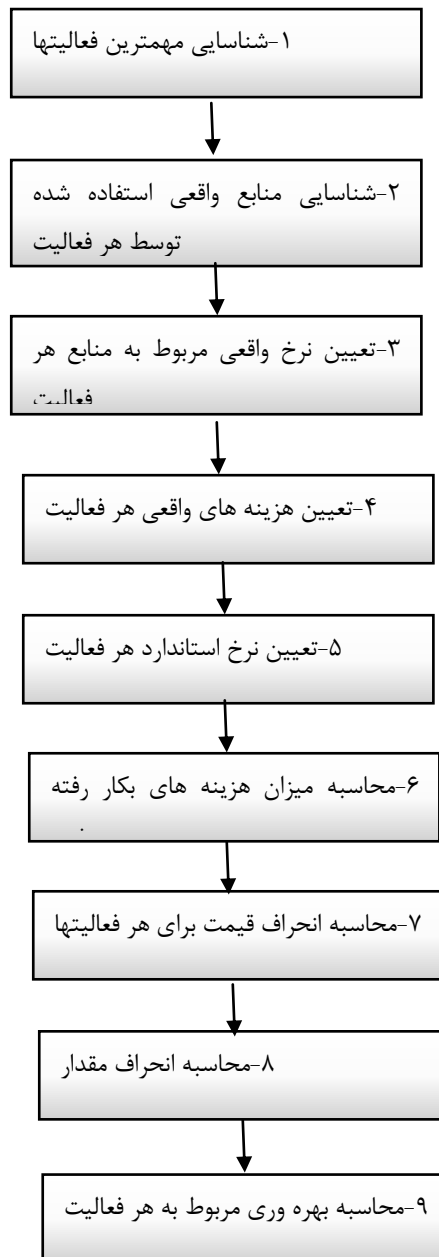 ۱-شناسایی مهمترین فعالیتها
۲-شناسایی منابع واقعی استفاده شده
توسط هر فعالیت
۳-تعیین نرخ واقعی مربوط به منابع هر
فعالیت
۴-تعیین هزینه های واقعی هر فعالیت
۵-تعیین نرخ استاندارد هر فعالیت
۶-محاسبه میزان هزینه های بکار رفته
۷-محاسبه انحراف قیمت برای هر فعالیتها
۸-محاسبه انحراف مقدار
۹-محاسبه بهره وری مربوط به هر فعالیت